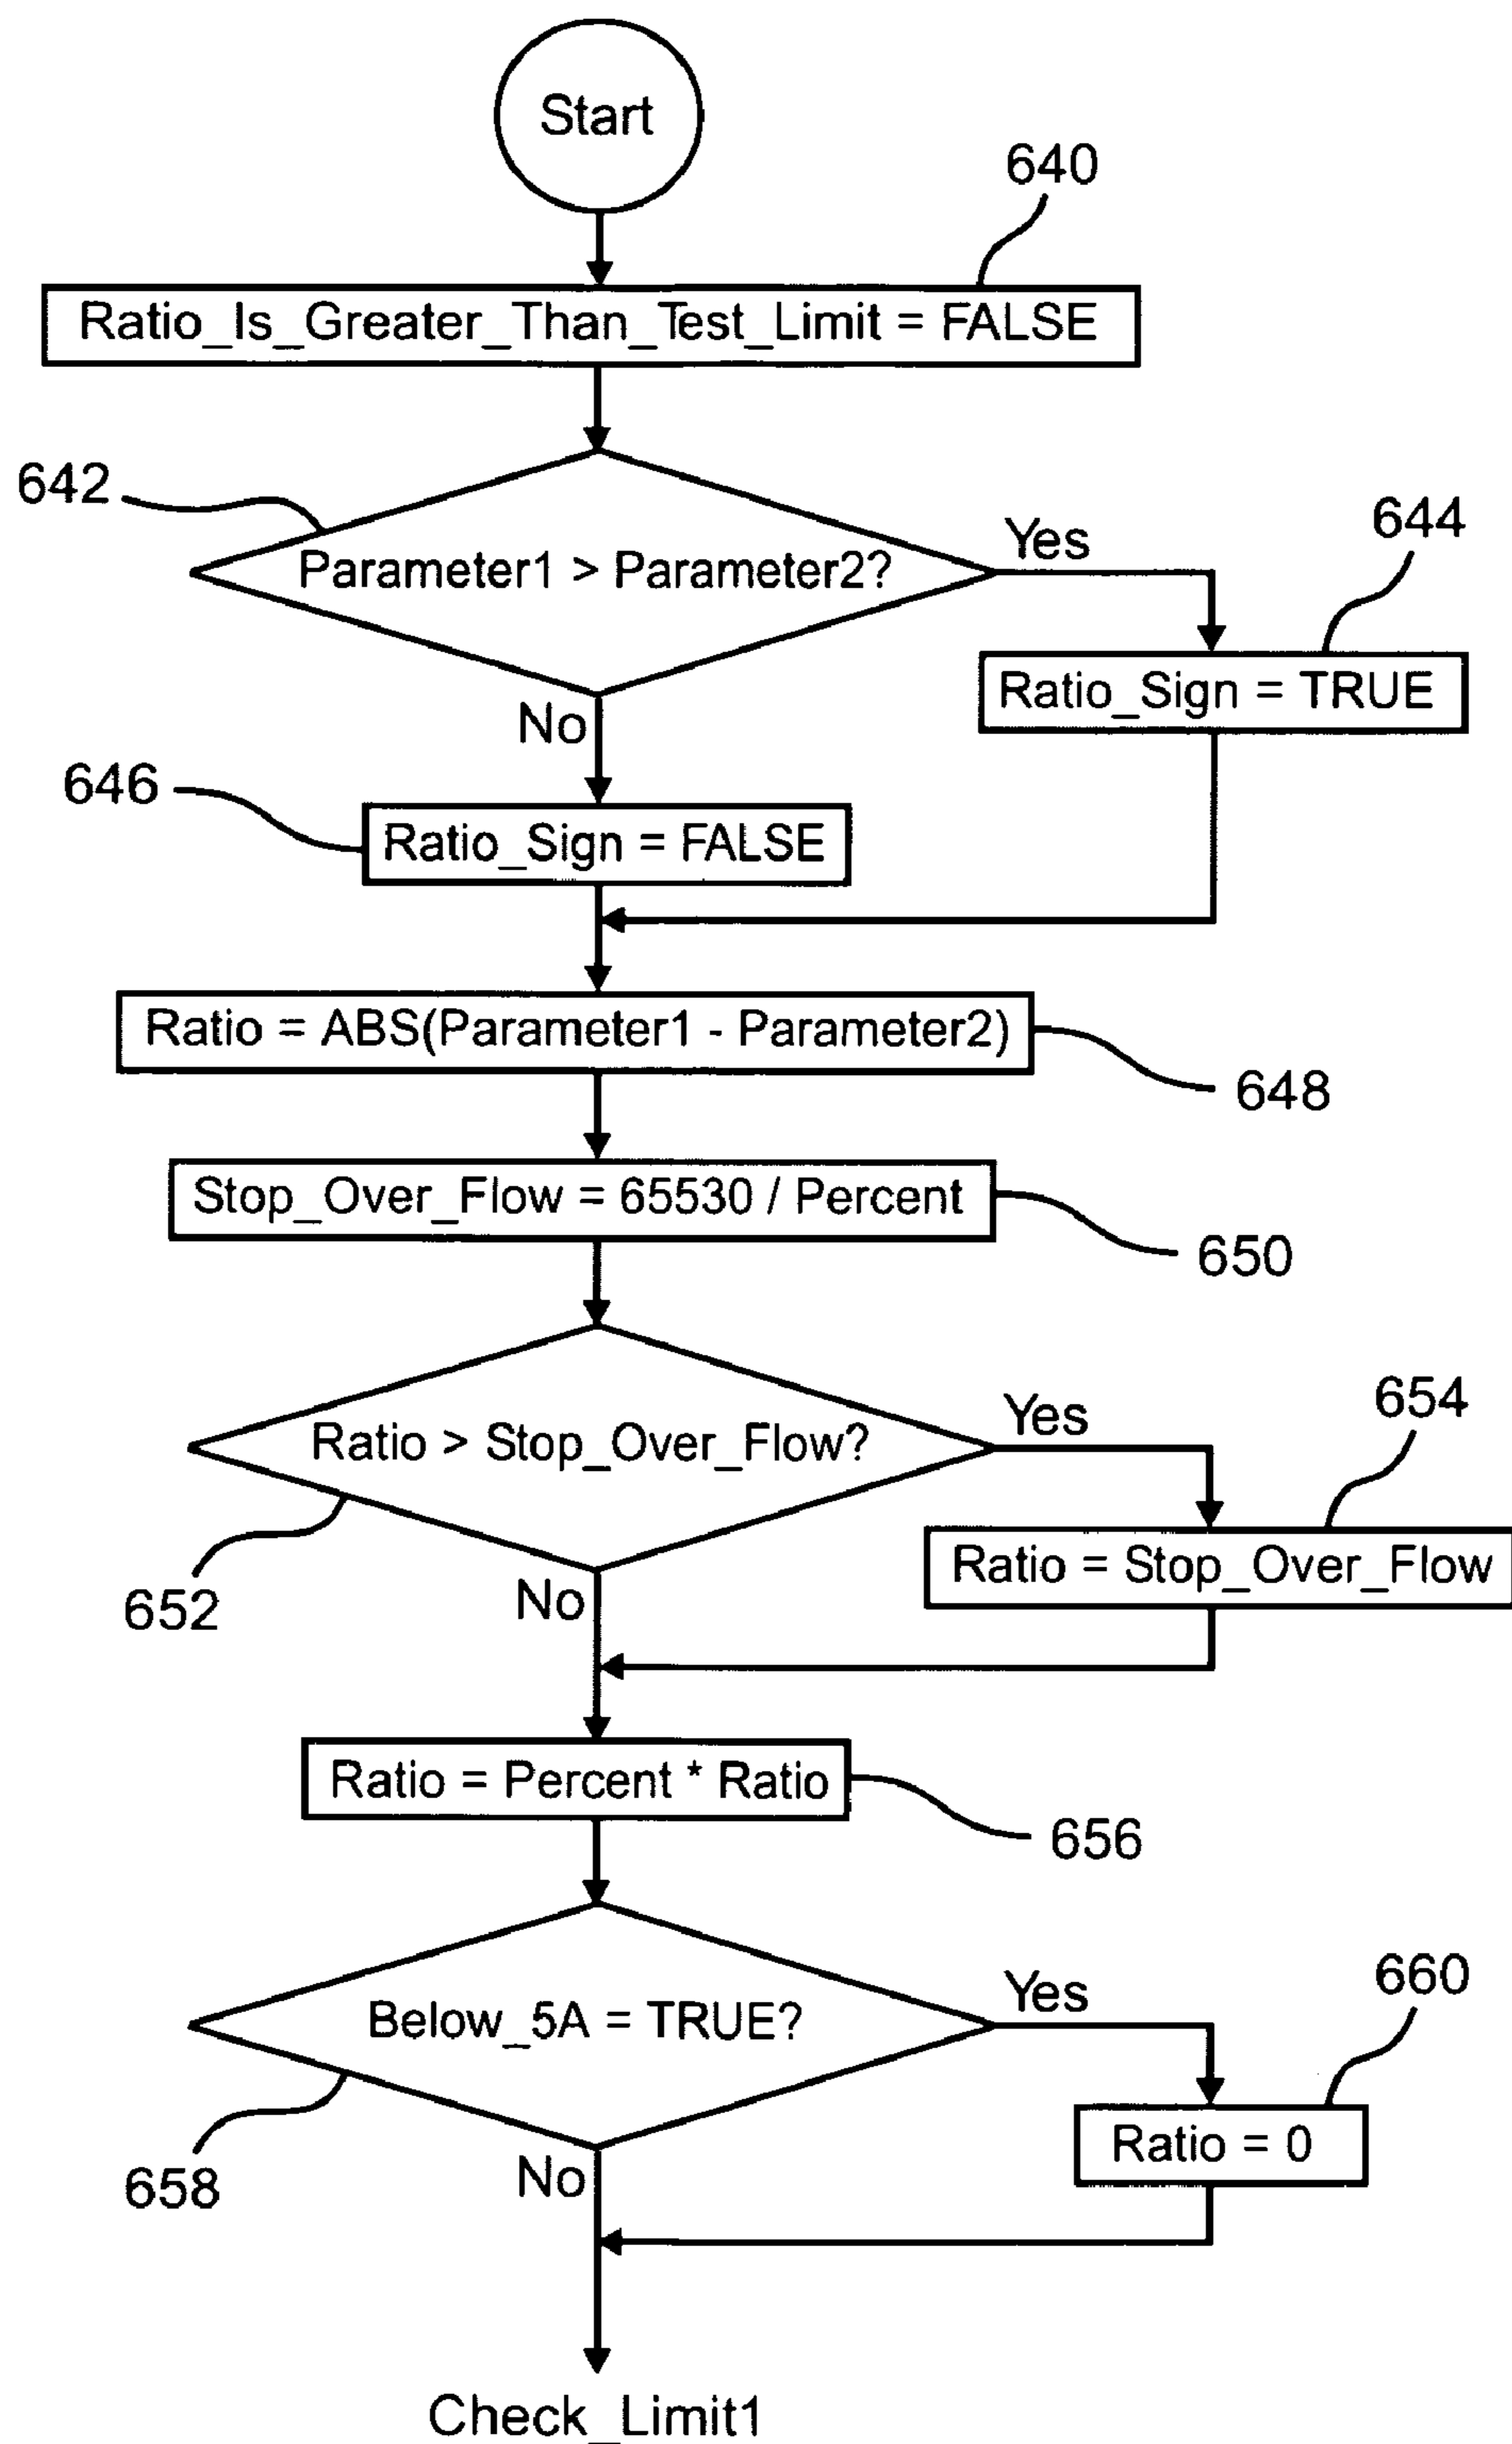 Start
640
Ratio_Is_Greater_Than_Test_Limit = FALSE
642
Parameter1 > Parameter2?
Yes
644
Ratio_Sign = TRUE
No
646
Ratio_Sign = FALSE
Ratio = ABS(Parameter1 - Parameter2)
648
Stop_Over_Flow = 65530 / Percent
650
Ratio > Stop_Over_Flow?
Yes
654
Ratio = Stop_Over_Flow
652
No
Ratio = Percent * Ratio
656
Below_5A = TRUE?
Yes
660
Ratio = 0
658
No
Check_Limit1